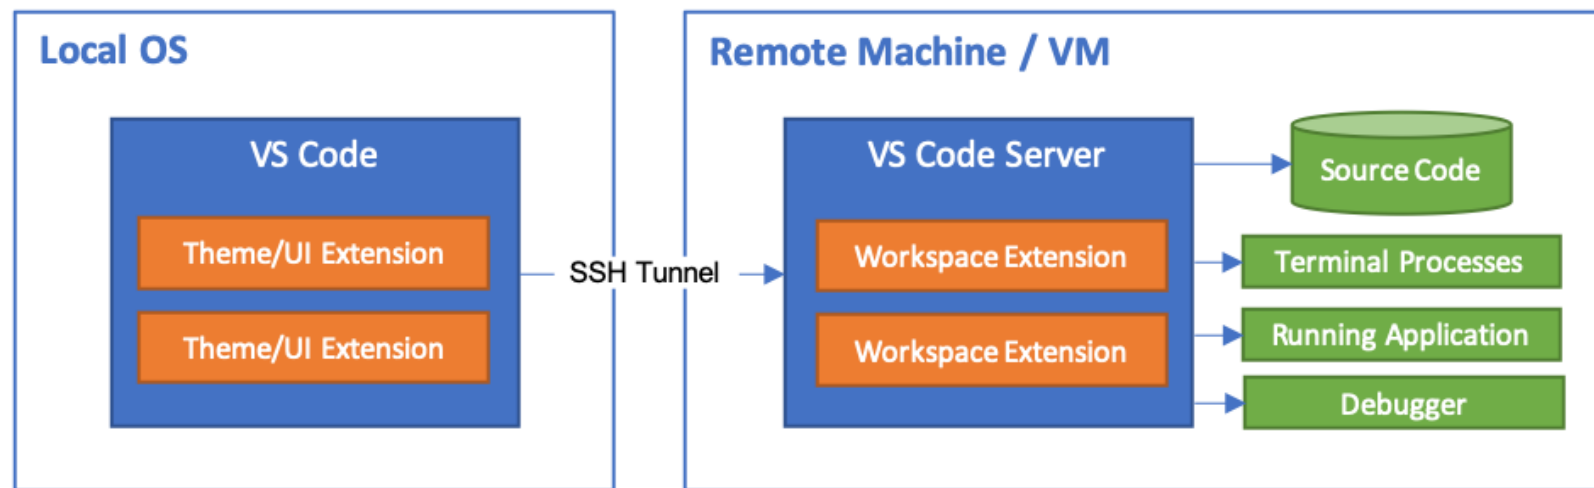 Local OS
VS Code
Theme/UI Extension
Theme/UI Extension
SSH Tunnel
Remote Machine / VM
VS Code Server
Workspace Extension
Workspace Extension
Source Code
Terminal Processes
Running Application
Debugger